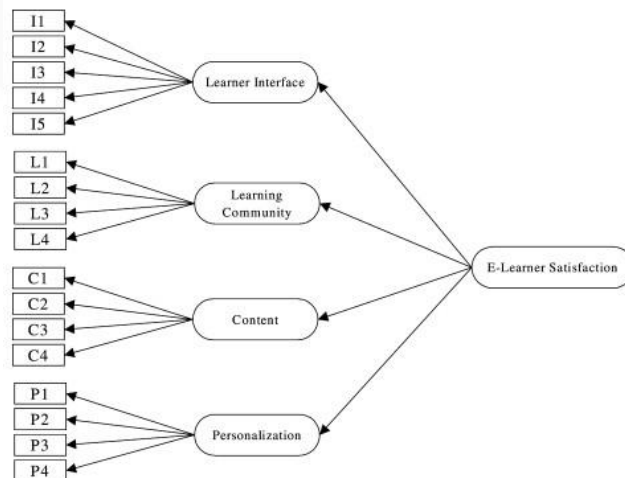 I1
I2
I3
I4
I5
Learner Interface
L1
L2
L3
L4
Learning
Community
E-Learner Satisfaction
C1
C2
C3
C4
Content
P1
P2
P3
P4
Personalization